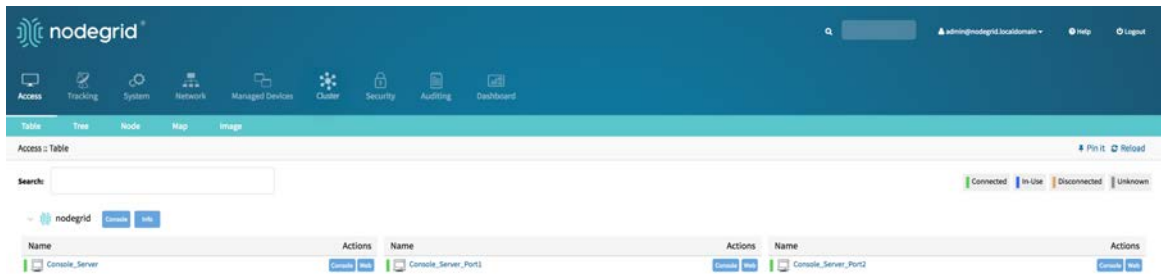 nodegrid®
admin@nodegrid.localdomain Help Logout
Access Tracking System Network Managed Devices Cluster Security Auditing Dashboard
Table Tree Node Map Image
Access :: Table Pin it Reload
Search: Connected In-Use Disconnected Unknown
nodegrid Console Info
Name Actions Name Actions Name Actions
Console_Server Console Web Console_Server_Port1 Console Web Console_Server_Port2 Console Web